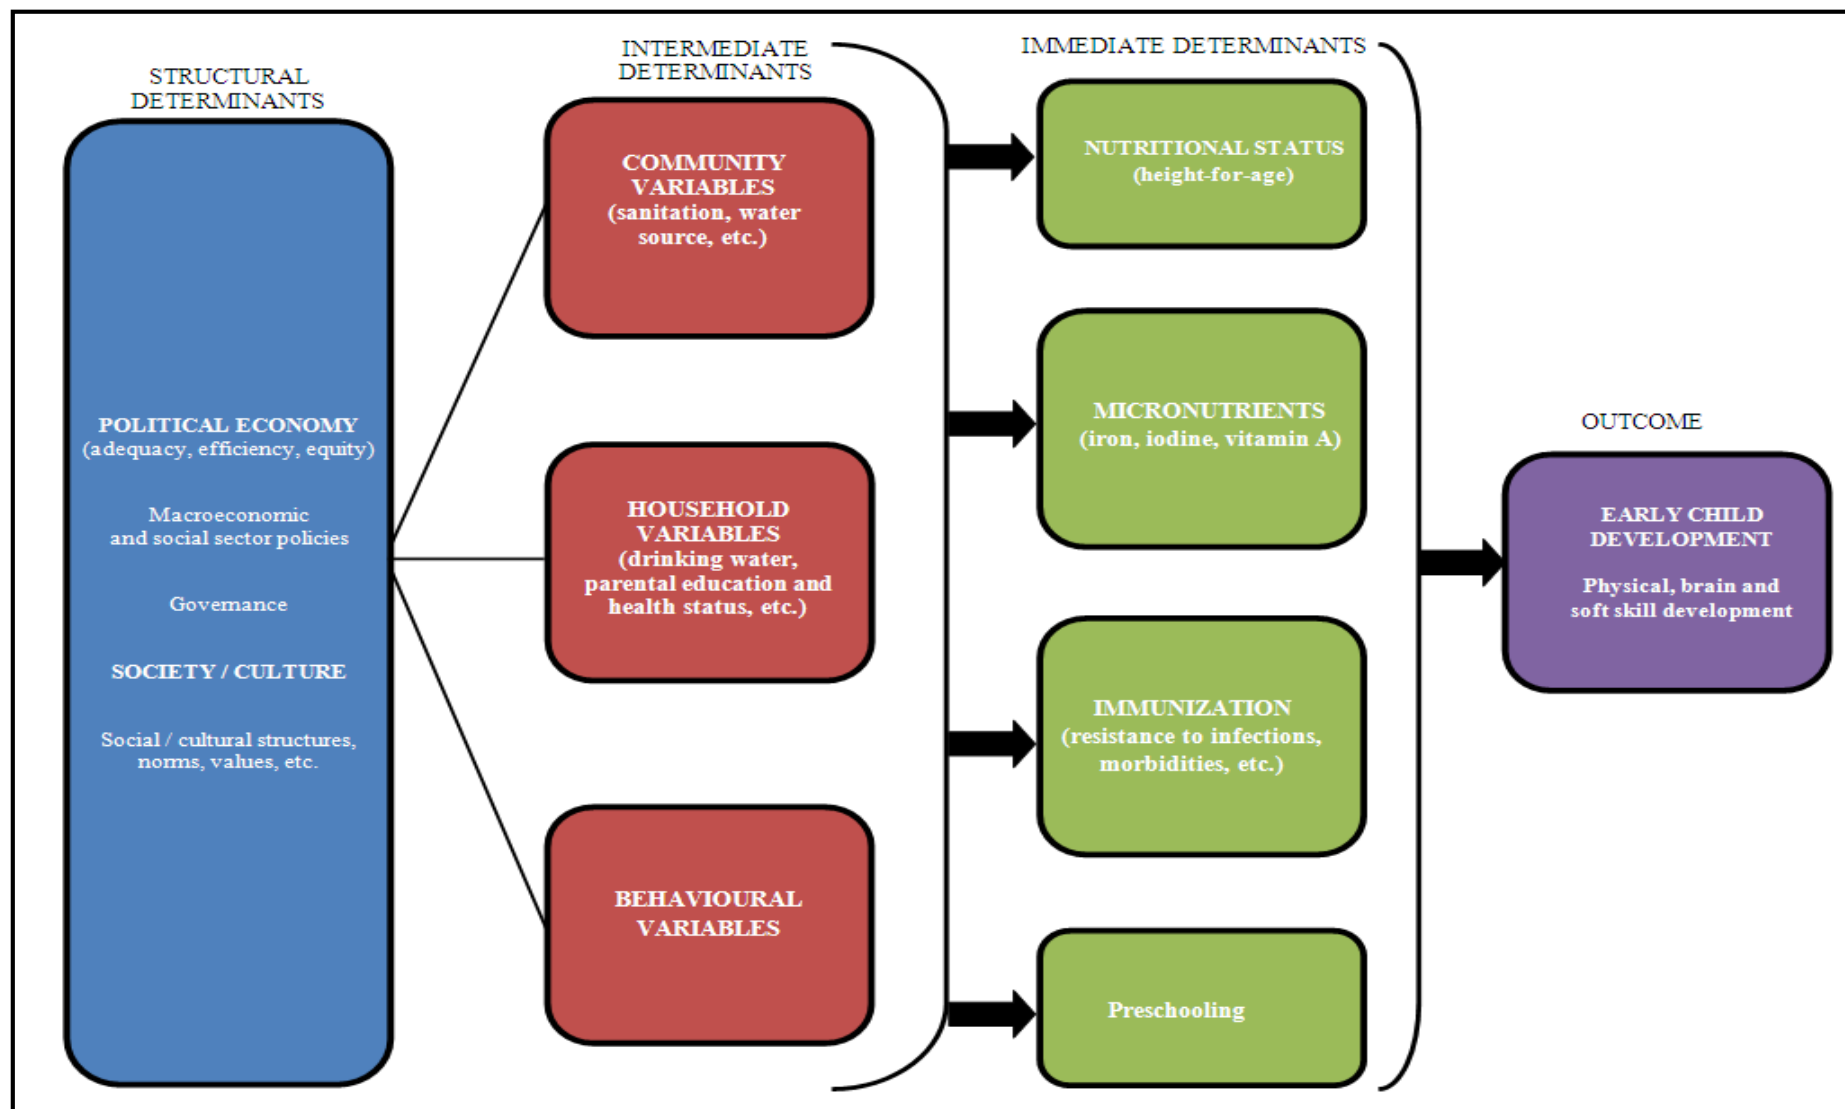 STRUCTURAL
DETERMINANTS
POLITICAL ECONOMY
(adequacy, efficiency, equity)
Macroeconomic
and social sector policies
Governance
SOCIETY / CULTURE
Social / cultural structures,
norms, values, etc.
INTERMEDIATE
DETERMINANTS
COMMUNITY
VARIABLES
(sanitation, water
source, etc.)
HOUSEHOLD
VARIABLES
(drinking water,
parental education and
health status, etc.)
BEHAVIOURAL
VARIABLES
IMMEDIATE DETERMINANTS
NUTRITIONAL STATUS
(height-for-age)
MICRONUTRIENTS
(iron, iodine, vitamin A)
IMMUNIZATION
(resistance to infections,
morbidities, etc.)
Preschooling
OUTCOME
EARLY CHILD
DEVELOPMENT
Physical, brain and
soft skill development